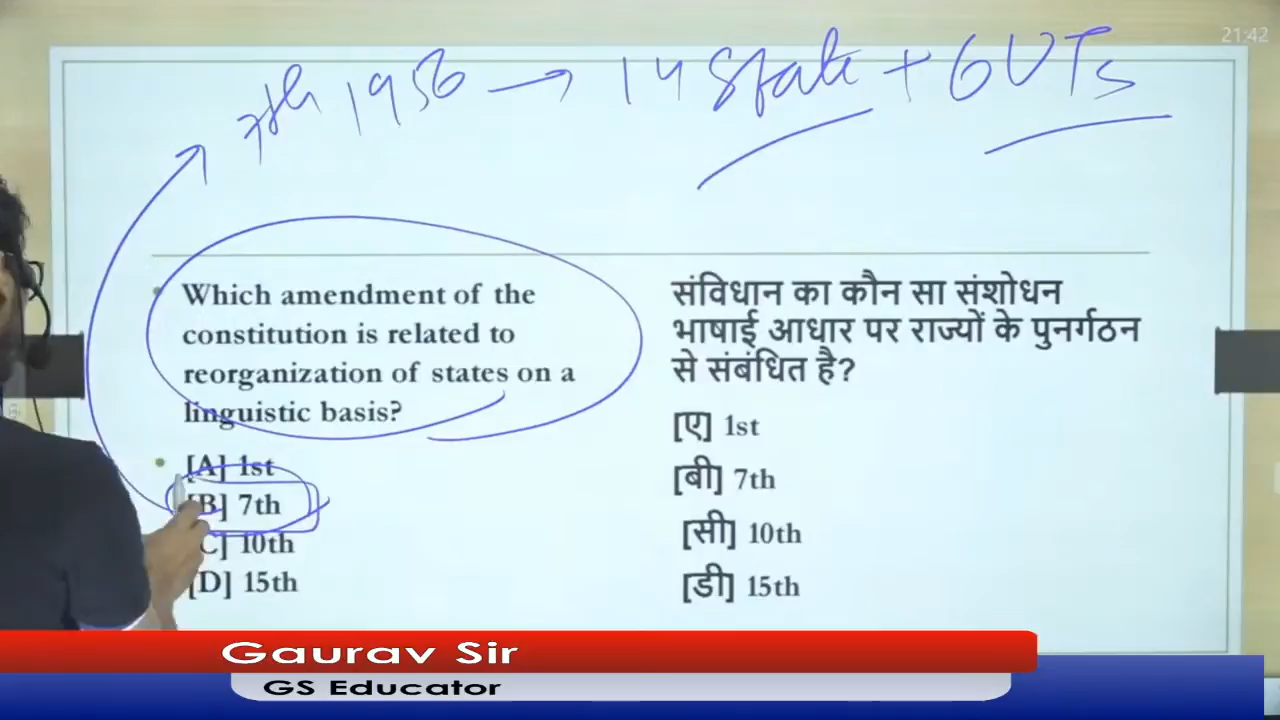 21:42
7th 1956 → 14 State + 6 UTs
Which amendment of the
constitution is related to
reorganization of states on a
linguistic basis?
[A] 1st
[B] 7th
C] 10th
[D] 15th
संविधान का कौन सा संशोधन
भाषाई आधार पर राज्यों के पुनर्गठन
से संबंधित है?
[ए] 1st
[बी] 7th
[सी] 10th
[डी] 15th
Gaurav Sir
GS Educator